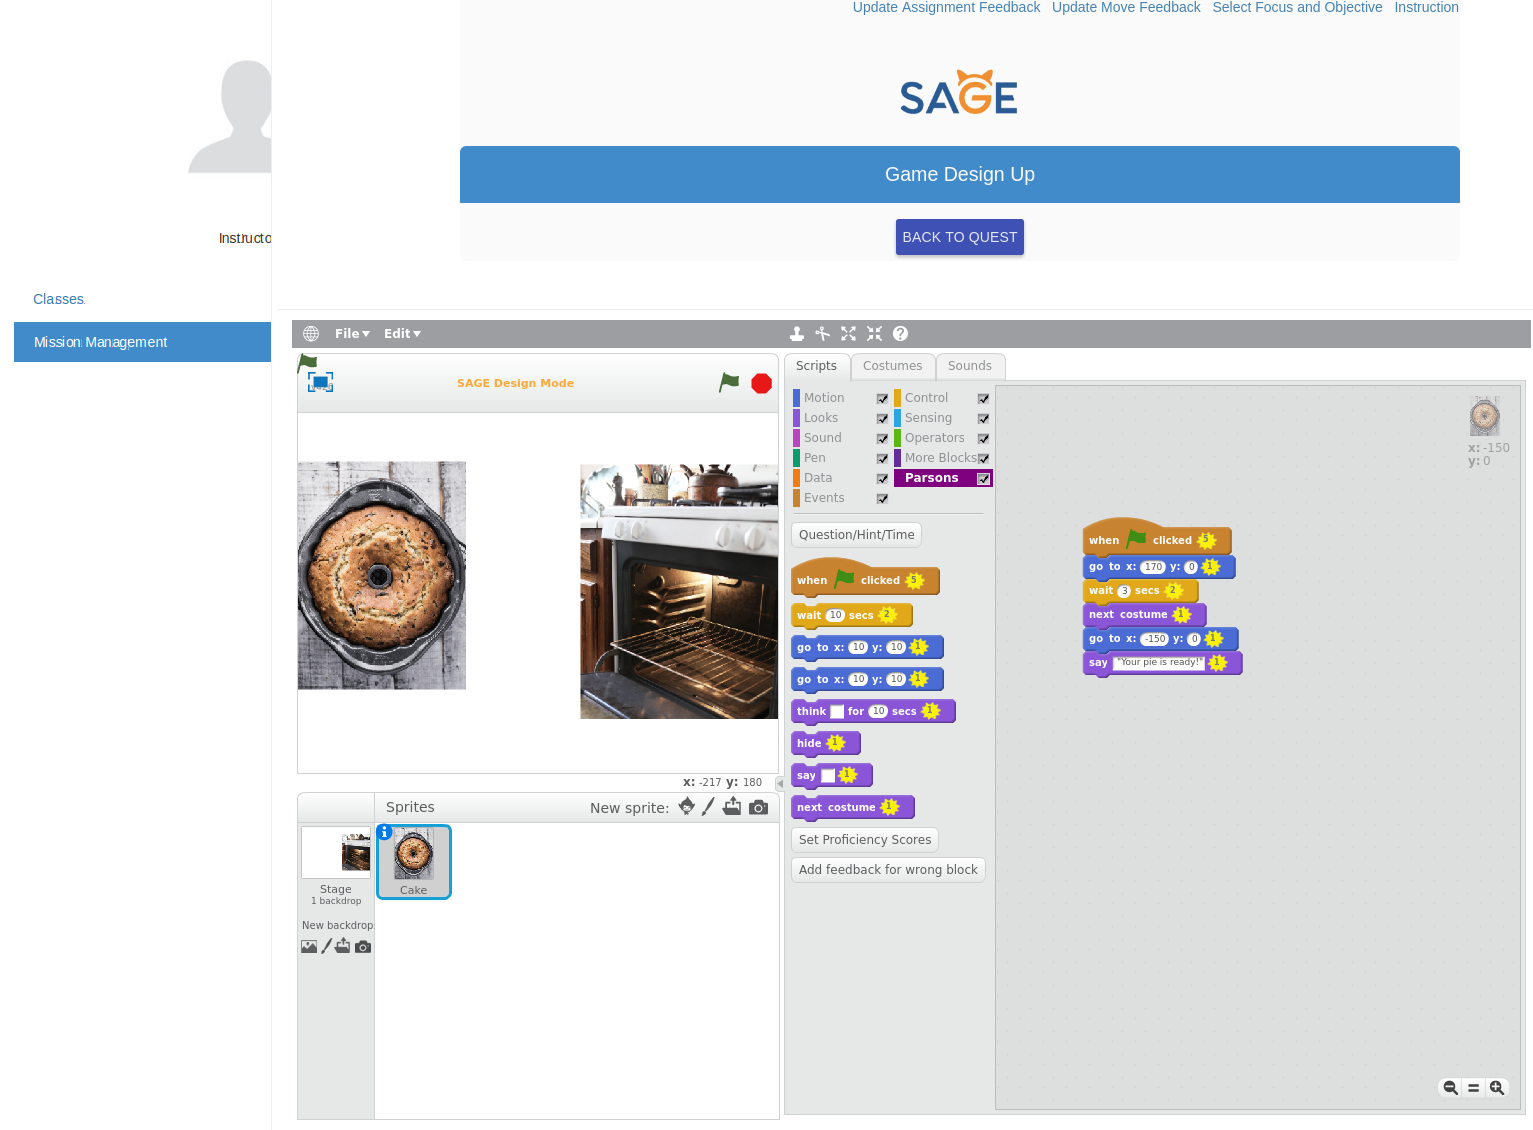 Update Assignment Feedback Update Move Feedback Select Focus and Objective Instruction
SAGE
Game Design Up
BACK TO QUEST
Instructo
Classes
Mission Management
File Edit
SAGE Design Mode
x: -217 y: 180
Sprites New sprite:
Stage
1 backdrop
New backdrop
Cake
Scripts Costumes Sounds
Motion Control
Looks Sensing
Sound Operators
Pen More Blocks
Data Parsons
Events
Question/Hint/Time
when clicked 5
wait 10 secs 2
go to x: 10 y: 10 1
go to x: 10 y: 10 1
think for 10 secs 1
hide 1
say 1
next costume 1
Set Proficiency Scores
Add feedback for wrong block
x: -150
y: 0
when clicked 5
go to x: 170 y: 0 1
wait 3 secs 2
next costume 1
go to x: -150 y: 0 1
say "Your pie is ready!" 1